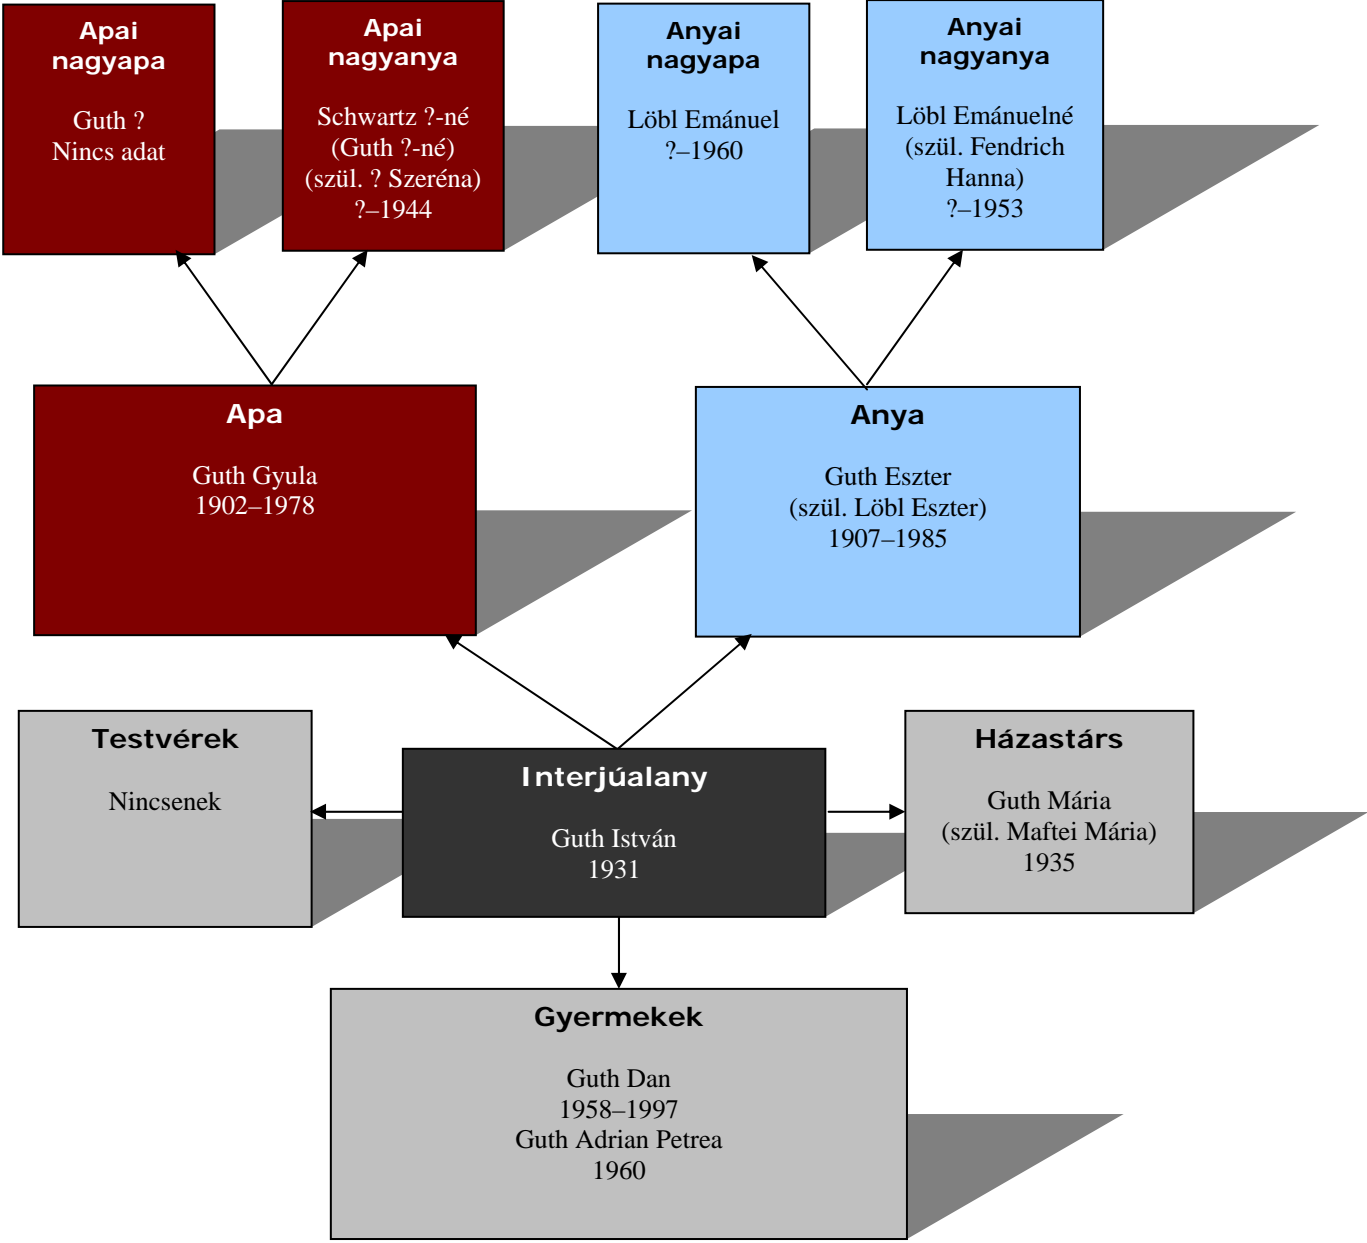 Apai
nagyapa
Guth ?
Nincs adat
Apai
nagyanya
Schwartz ?-né
(Guth ?-né)
(szül. ? Szeréna)
?–1944
Anyai
nagyapa
Löbl Emánuel
?–1960
Anyai
nagyanya
Löbl Emánuelné
(szül. Fendrich
Hanna)
?–1953
Apa
Guth Gyula
1902–1978
Anya
Guth Eszter
(szül. Löbl Eszter)
1907–1985
Testvérek
Nincsenek
Interjúalany
Guth István
1931
Házastárs
Guth Mária
(szül. Maftei Mária)
1935
Gyermekek
Guth Dan
1958–1997
Guth Adrian Petrea
1960